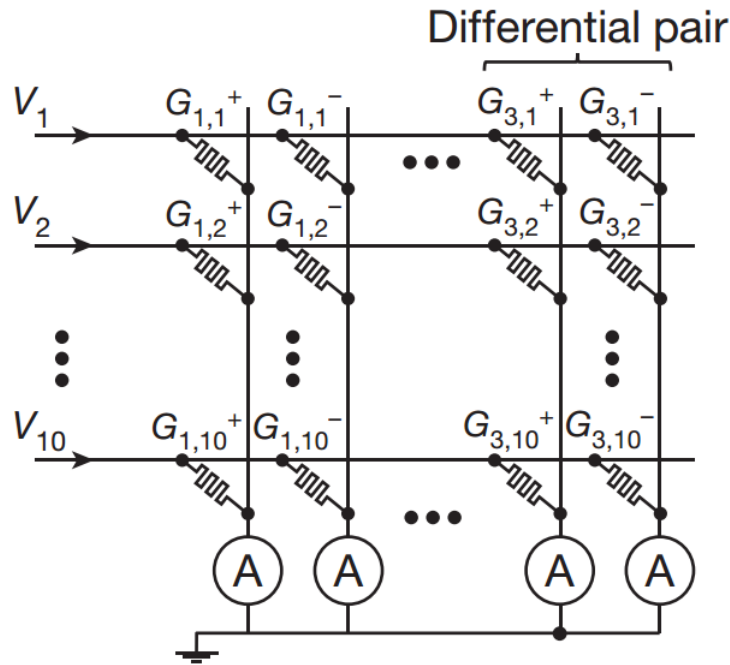 Differential pair
V₁ G₁,₁⁺ G₁,₁⁻ G₃,₁⁺ G₃,₁⁻
V₂ G₁,₂⁺ G₁,₂⁻ G₃,₂⁺ G₃,₂⁻
V₁₀ G₁,₁₀⁺ G₁,₁₀⁻ G₃,₁₀⁺ G₃,₁₀⁻
A A A A